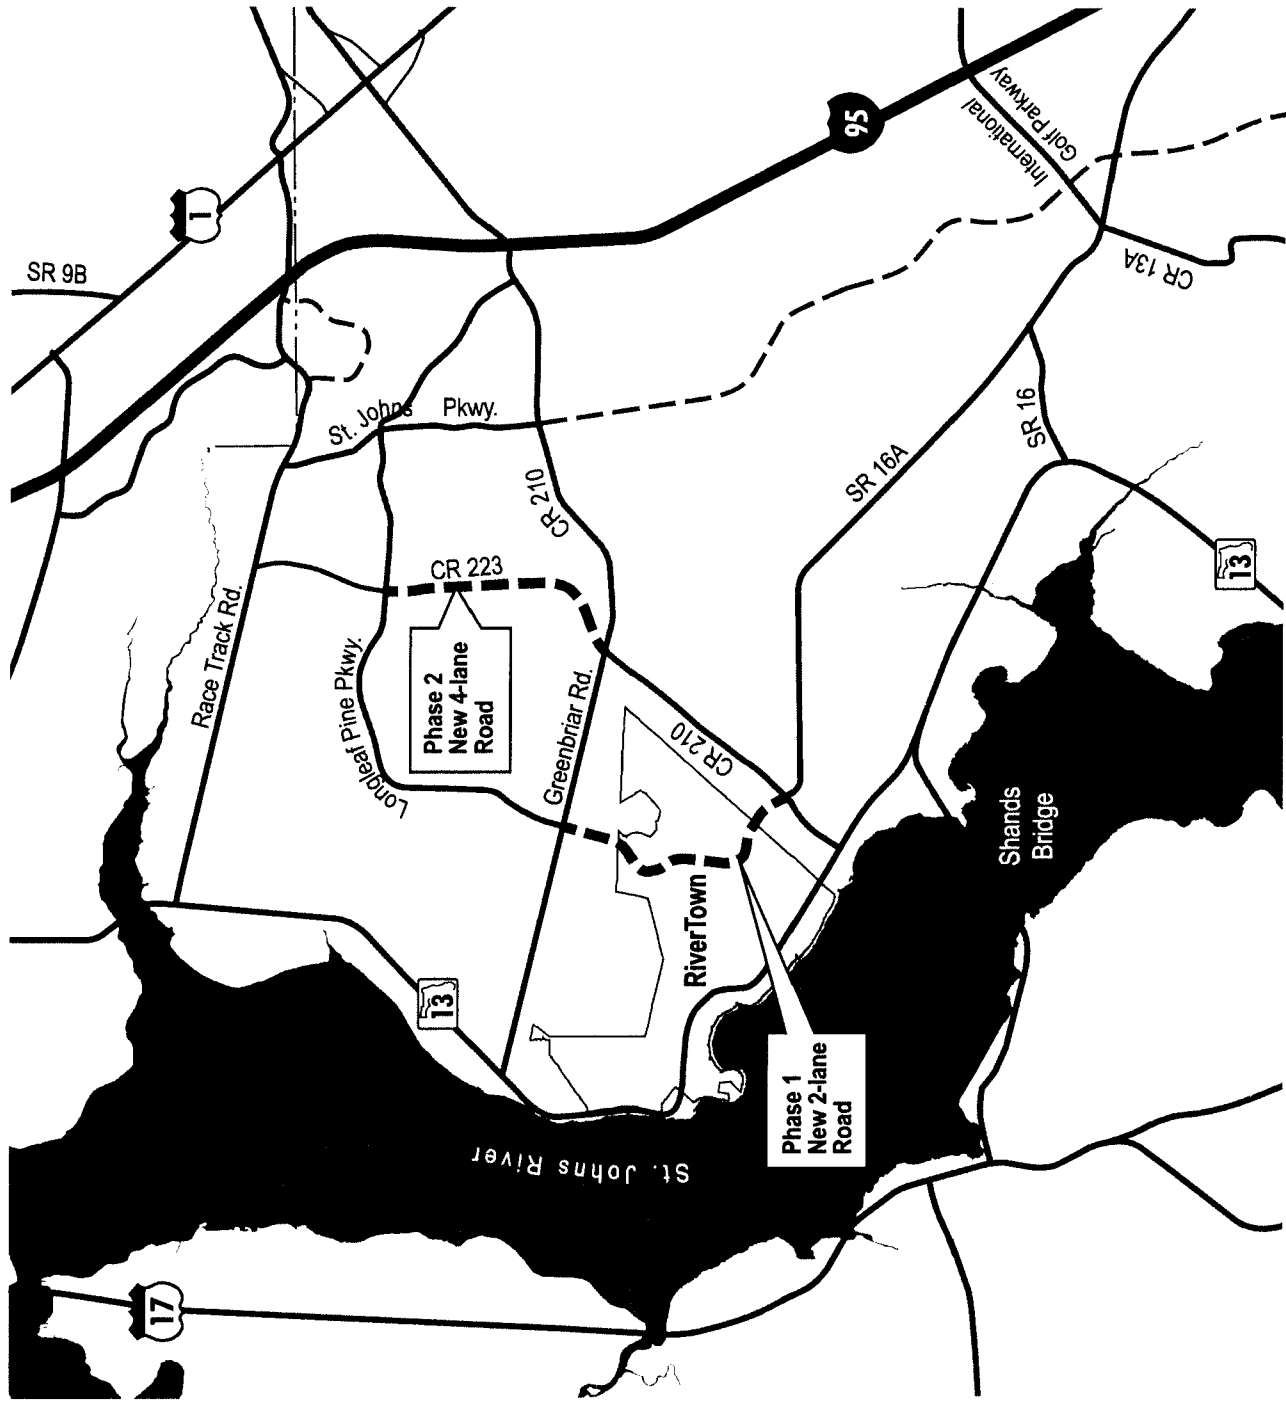 SR 9B
1
95
International
Golf Parkway
CR 13A
St. Johns Pkwy.
CR 210
SR 16A
SR 16
13
CR 223
Race Track Rd.
Longleaf Pine Pkwy.
Phase 2
New 4-lane
Road
Greenbriar Rd.
CR 210
Shands
Bridge
RiverTown
13
Phase 1
New 2-lane
Road
St. Johns River
17